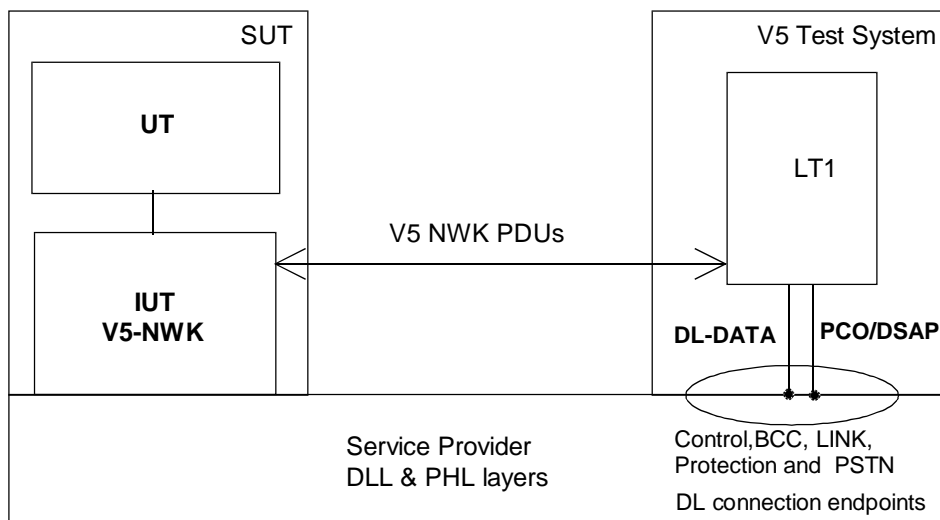 SUT
V5 Test System
UT
LT1
V5 NWK PDUs
IUT
V5-NWK
DL-DATA
PCO/DSAP
Service Provider
DLL & PHL layers
Control,BCC, LINK,
Protection and PSTN
DL connection endpoints